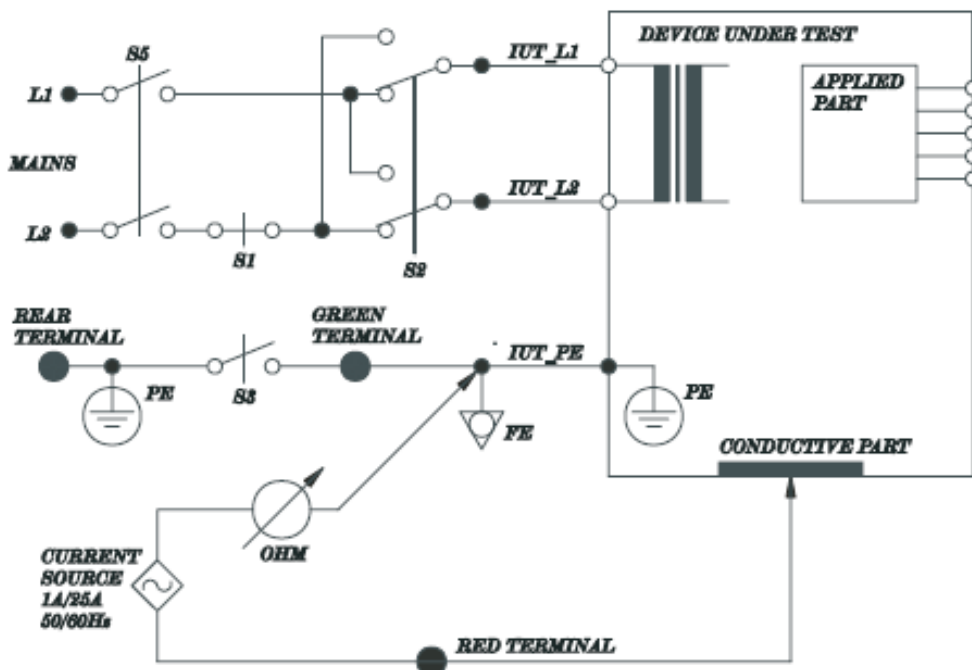 DEVICE UNDER TEST
S5
IUT_L1
APPLIED
PART
L1
MAINS
IUT_L2
L2
S1
S2
REAR
TERMINAL
GREEN
TERMINAL
IUT_PE
PE
S3
FE
PE
CONDUCTIVE PART
OHM
CURRENT
SOURCE
1A/25A
50/60Hs
RED TERMINAL